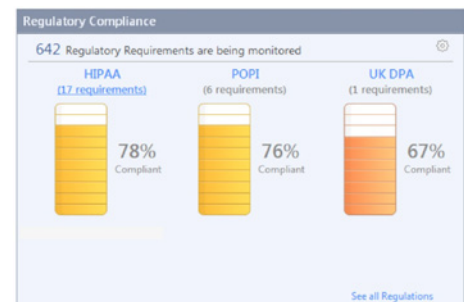 Regulatory Compliance
642 Regulatory Requirements are being monitored
HIPAA
(17 requirements)
78%
Compliant
POPI
(6 requirements)
76%
Compliant
UK DPA
(1 requirements)
67%
Compliant
See all Regulations